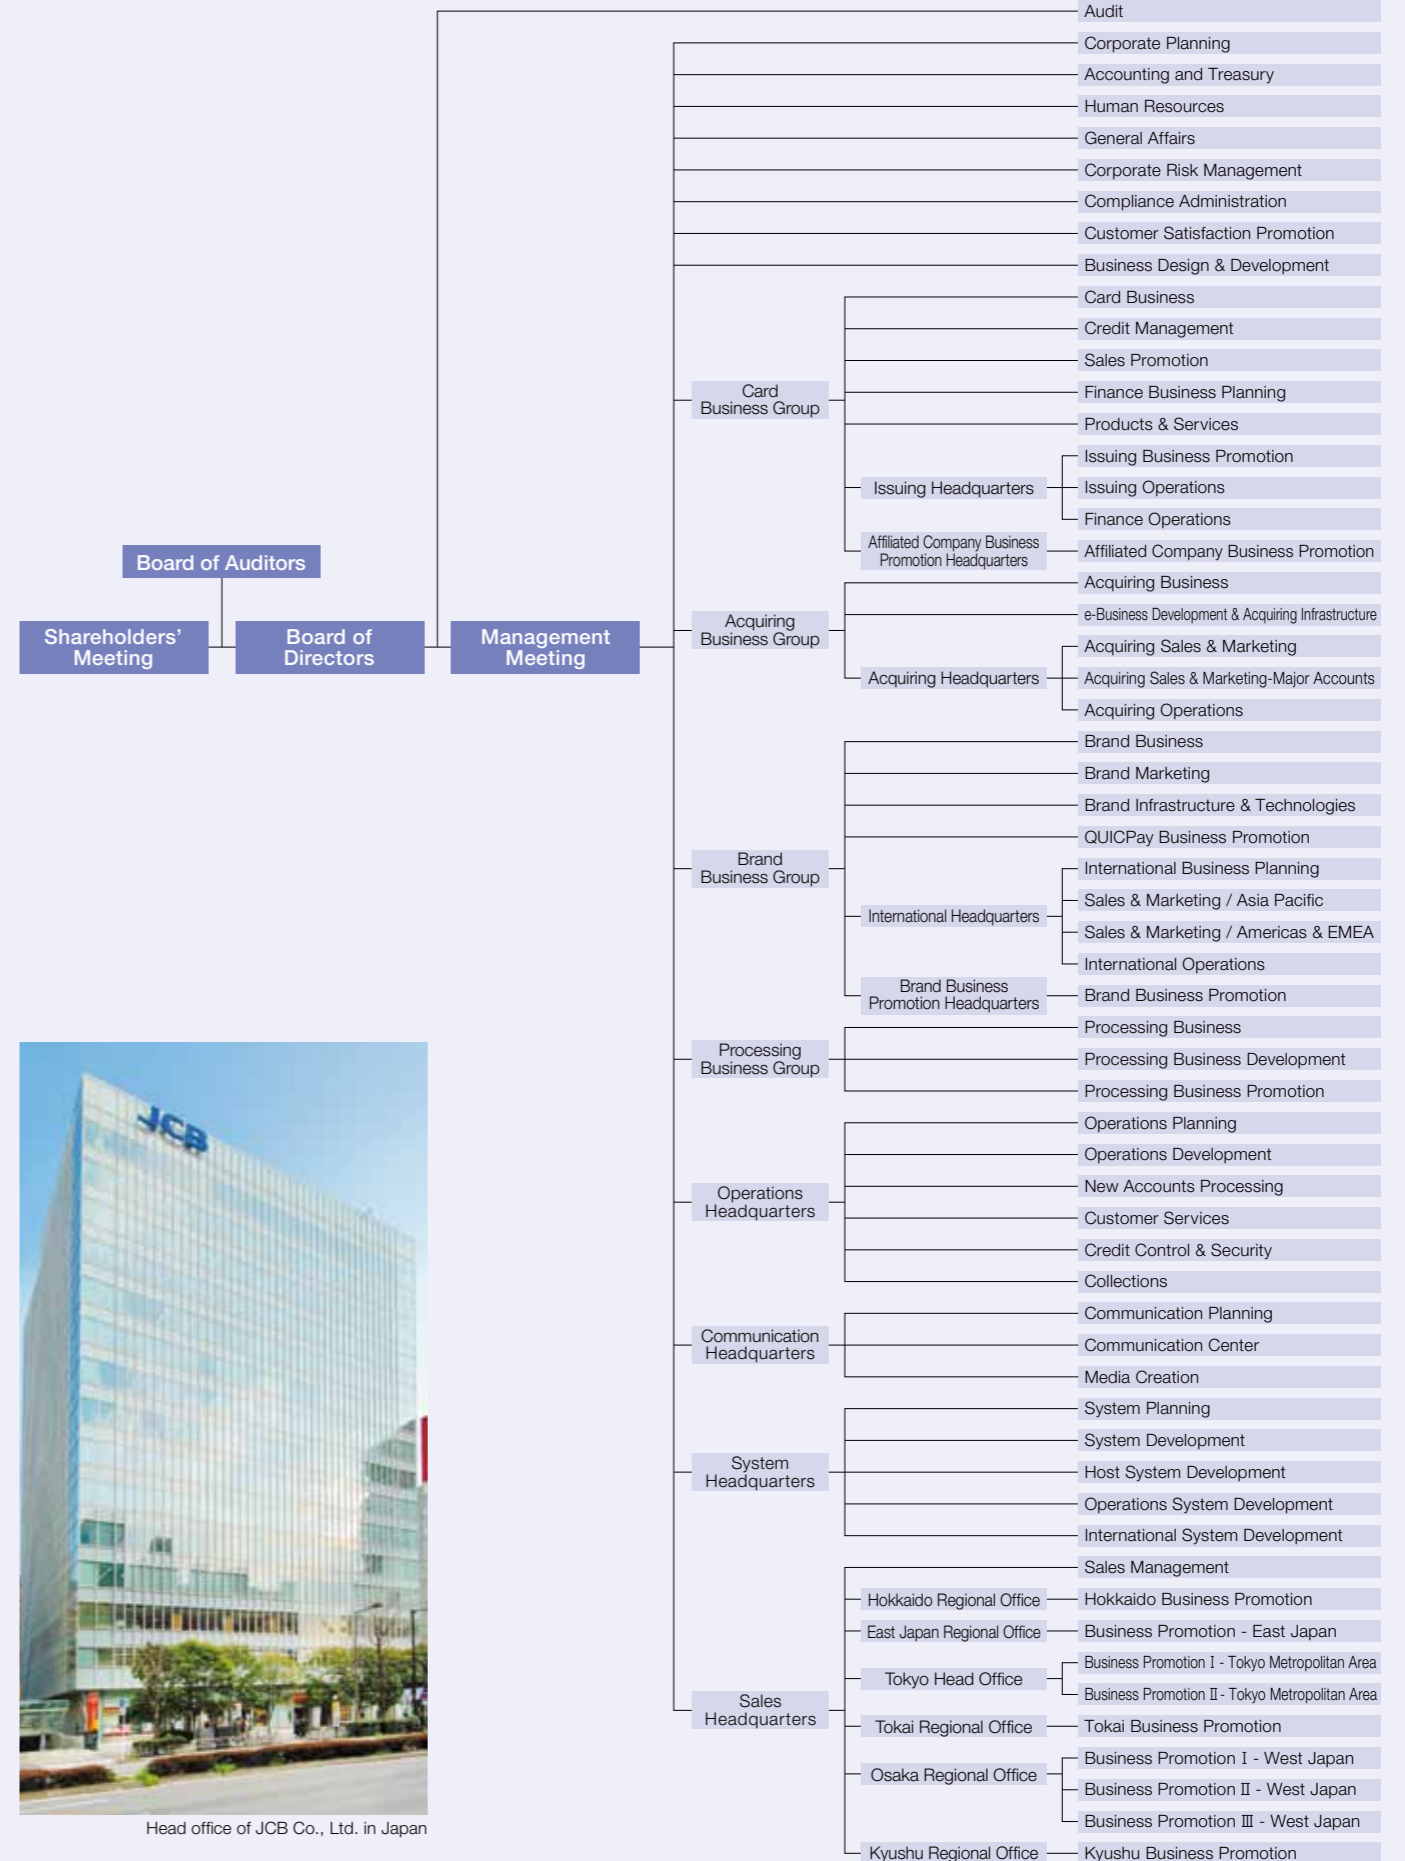 Audit
Corporate Planning
Accounting and Treasury
Human Resources
General Affairs
Corporate Risk Management
Compliance Administration
Customer Satisfaction Promotion
Business Design & Development
Card
Business Group
Card Business
Credit Management
Sales Promotion
Finance Business Planning
Products & Services
Issuing Headquarters
Issuing Business Promotion
Issuing Operations
Finance Operations
Affiliated Company Business
Promotion Headquarters
Affiliated Company Business Promotion
Board of Auditors
Shareholders'
Meeting
Board of
Directors
Management
Meeting
Acquiring
Business Group
Acquiring Business
e-Business Development & Acquiring Infrastructure
Acquiring Headquarters
Acquiring Sales & Marketing
Acquiring Sales & Marketing-Major Accounts
Acquiring Operations
Brand
Business Group
Brand Business
Brand Marketing
Brand Infrastructure & Technologies
QUICPay Business Promotion
International Headquarters
International Business Planning
Sales & Marketing / Asia Pacific
Sales & Marketing / Americas & EMEA
International Operations
Brand Business
Promotion Headquarters
Brand Business Promotion
Processing
Business Group
Processing Business
Processing Business Development
Processing Business Promotion
Operations
Headquarters
Operations Planning
Operations Development
New Accounts Processing
Customer Services
Credit Control & Security
Collections
Communication
Headquarters
Communication Planning
Communication Center
Media Creation
System
Headquarters
System Planning
System Development
Host System Development
Operations System Development
International System Development
Sales
Headquarters
Sales Management
Hokkaido Regional Office
Hokkaido Business Promotion
East Japan Regional Office
Business Promotion - East Japan
Tokyo Head Office
Business Promotion Ⅰ - Tokyo Metropolitan Area
Business Promotion Ⅱ - Tokyo Metropolitan Area
Tokai Regional Office
Tokai Business Promotion
Osaka Regional Office
Business Promotion Ⅰ - West Japan
Business Promotion Ⅱ - West Japan
Business Promotion Ⅲ - West Japan
Kyushu Regional Office
Kyushu Business Promotion
JCB
Head office of JCB Co., Ltd. in Japan